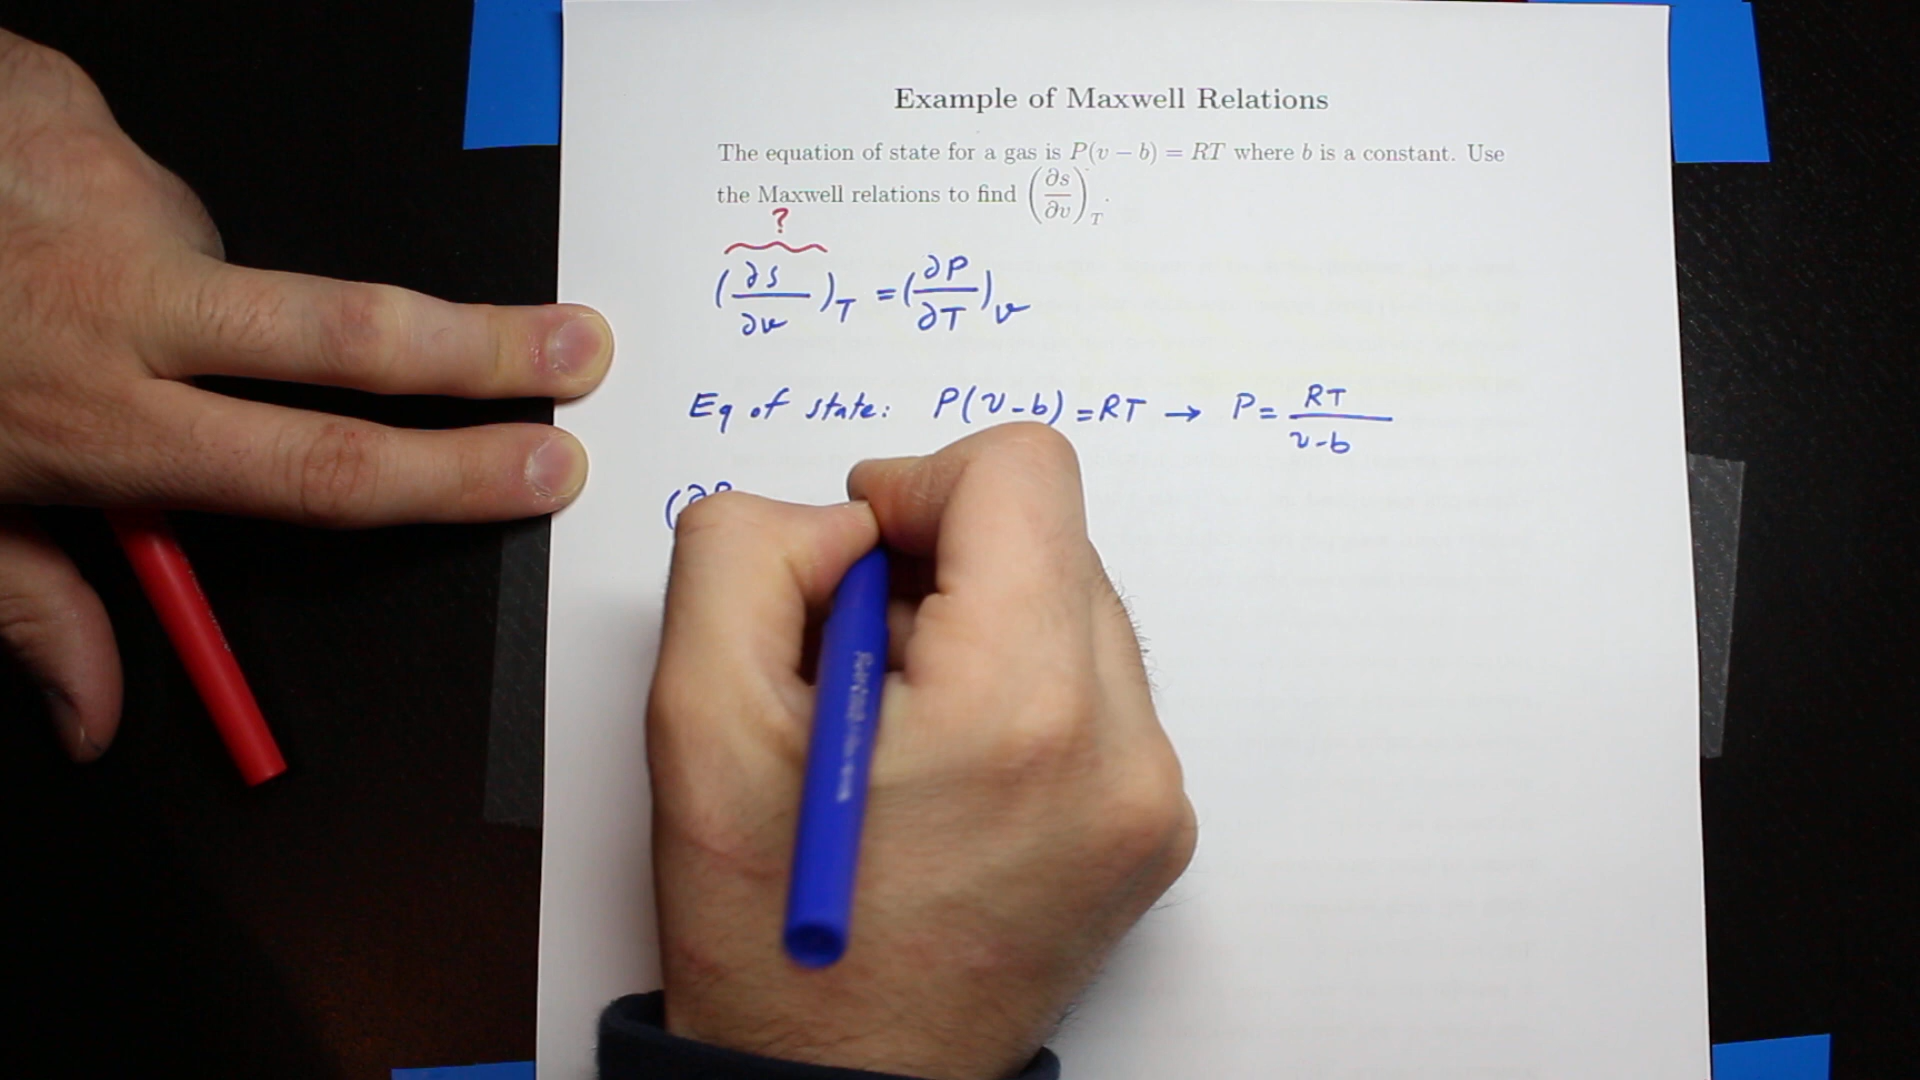 Example of Maxwell Relations
The equation of state for a gas is P(v − b) = RT where b is a constant. Use
the Maxwell relations to find (∂s/∂v)_T.
?
(∂s/∂v)_T = (∂P/∂T)_v
Eq of state: P(v-b) = RT → P = RT/(v-b)
(∂P